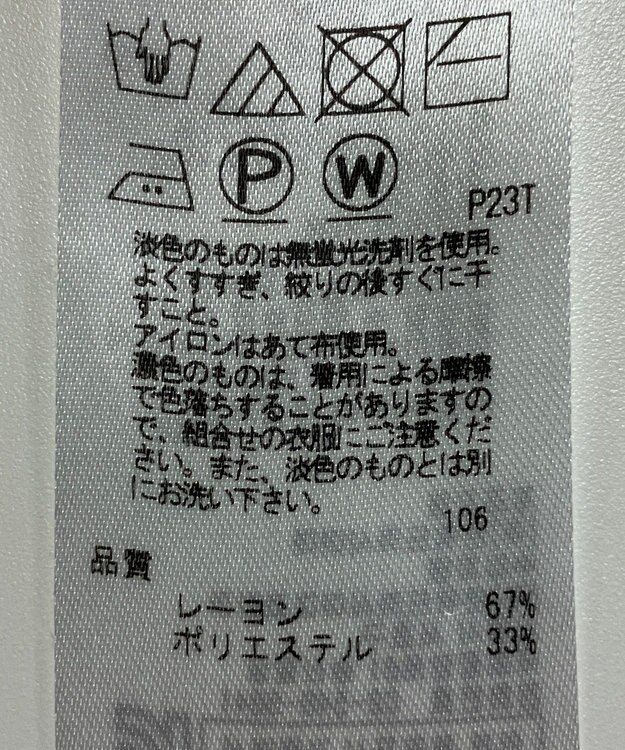 P W
P23T
淡色のものは無蛍光洗剤を使用。
よくすすぎ、絞りの後すぐに干
すこと。
アイロンはあて布使用。
濃色のものは、着用による摩擦
で色落ちすることがありますの
で、組合せの衣服にご注意くだ
さい。また、淡色のものとは別
にお洗い下さい。
106
品質
レーヨン 67%
ポリエステル 33%